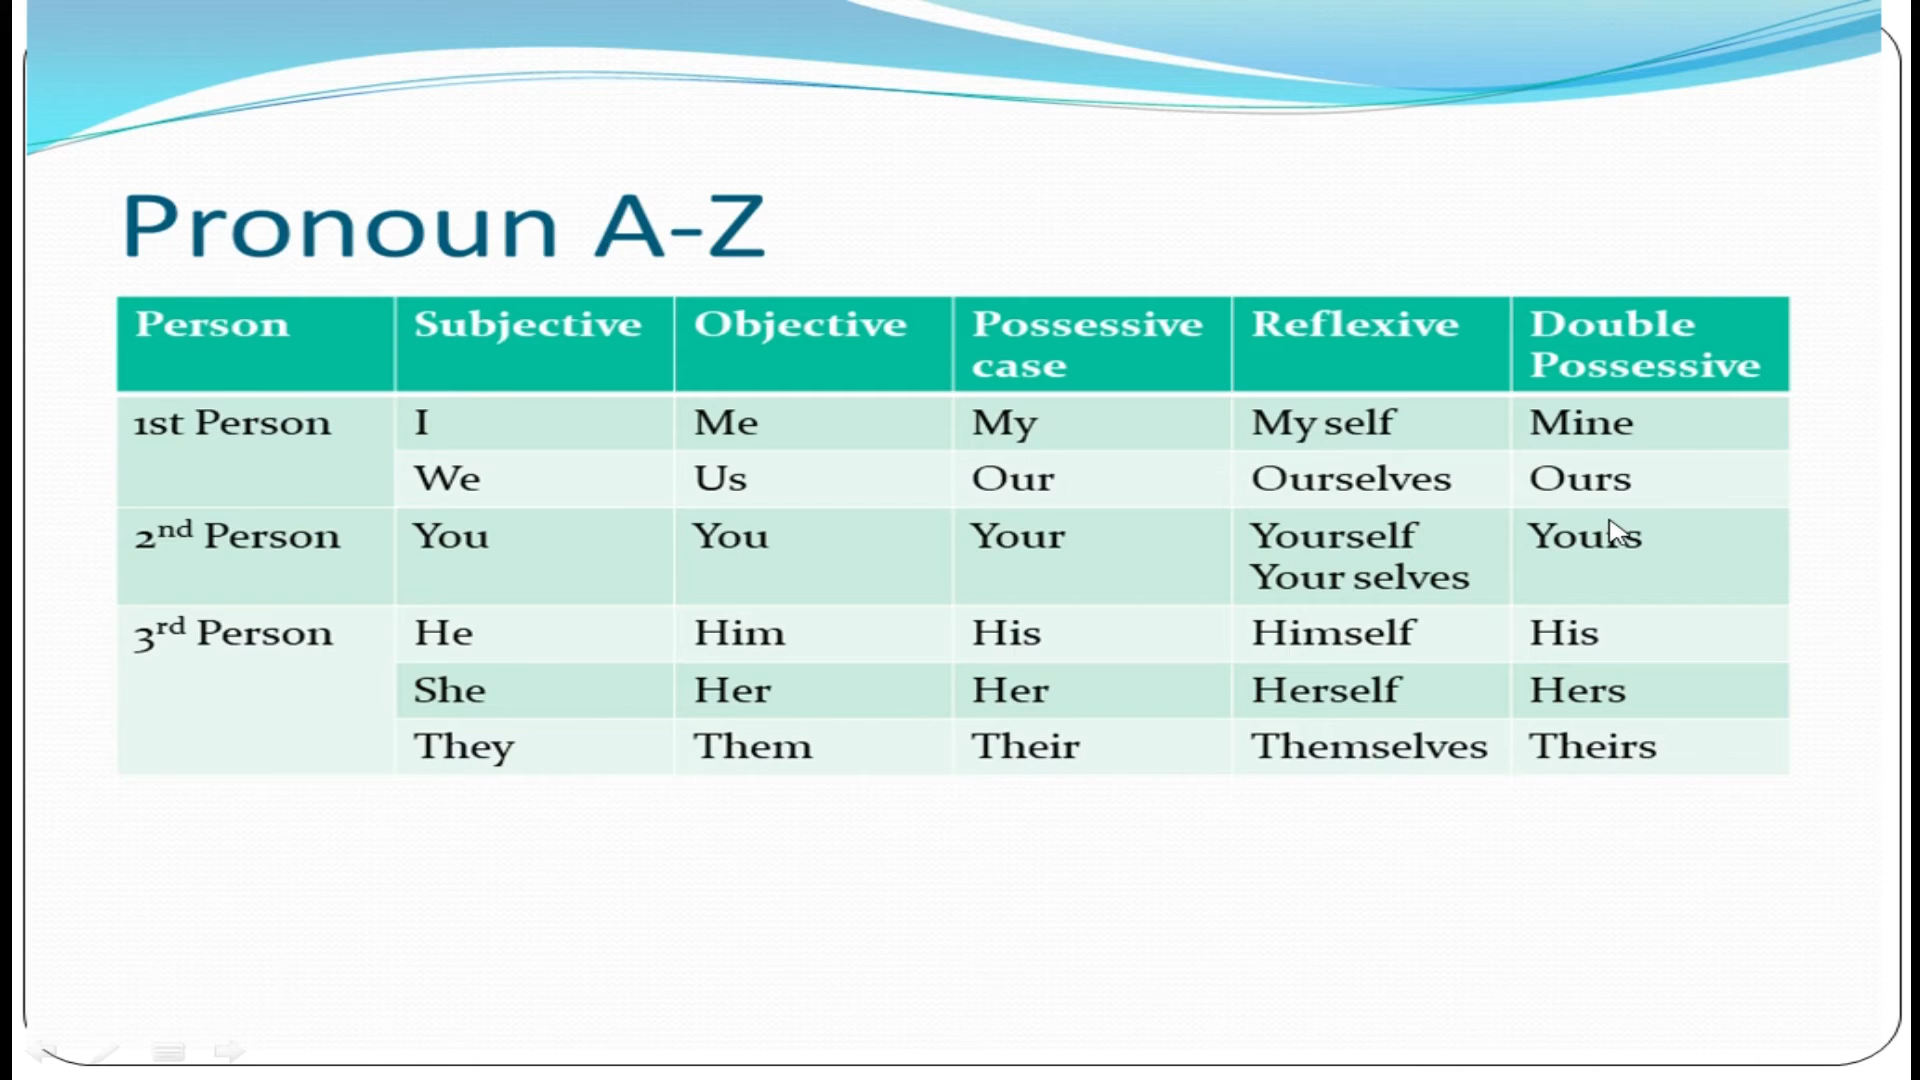 Pronoun A-Z
Person Subjective Objective Possessive case Reflexive Double Possessive
1st Person I Me My My self Mine
We Us Our Ourselves Ours
2nd Person You You Your Yourself Your selves Yours
3rd Person He Him His Himself His
She Her Her Herself Hers
They Them Their Themselves Theirs